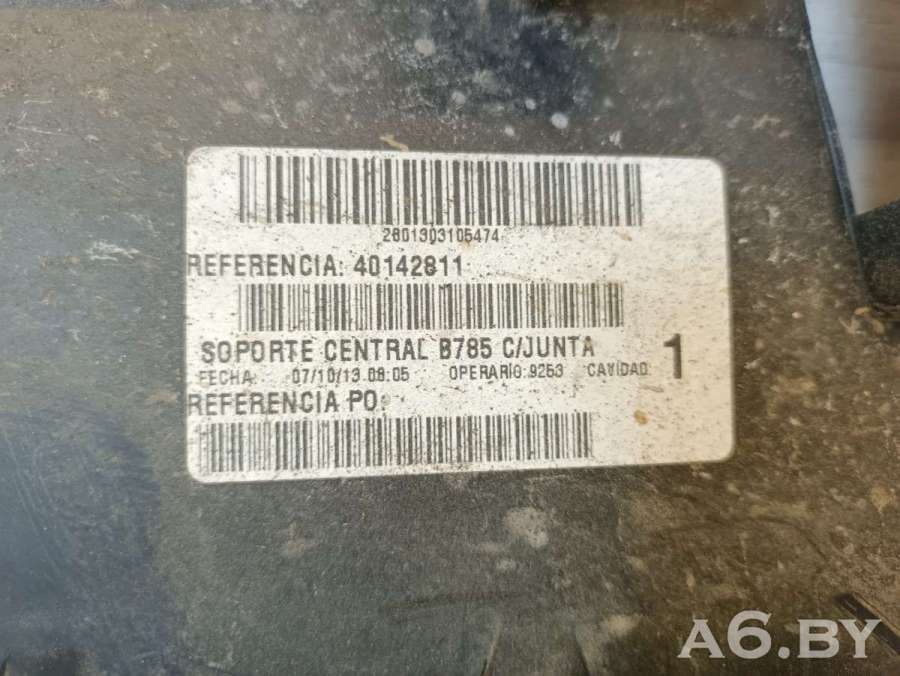 2801303105474
REFERENCIA: 40142811
SOPORTE CENTRAL B785 C/JUNTA
FECHA: 07/10/13 08:05 OPERARIO:9253 CAVIDAD: 1
REFERENCIA PO:
A6.BY